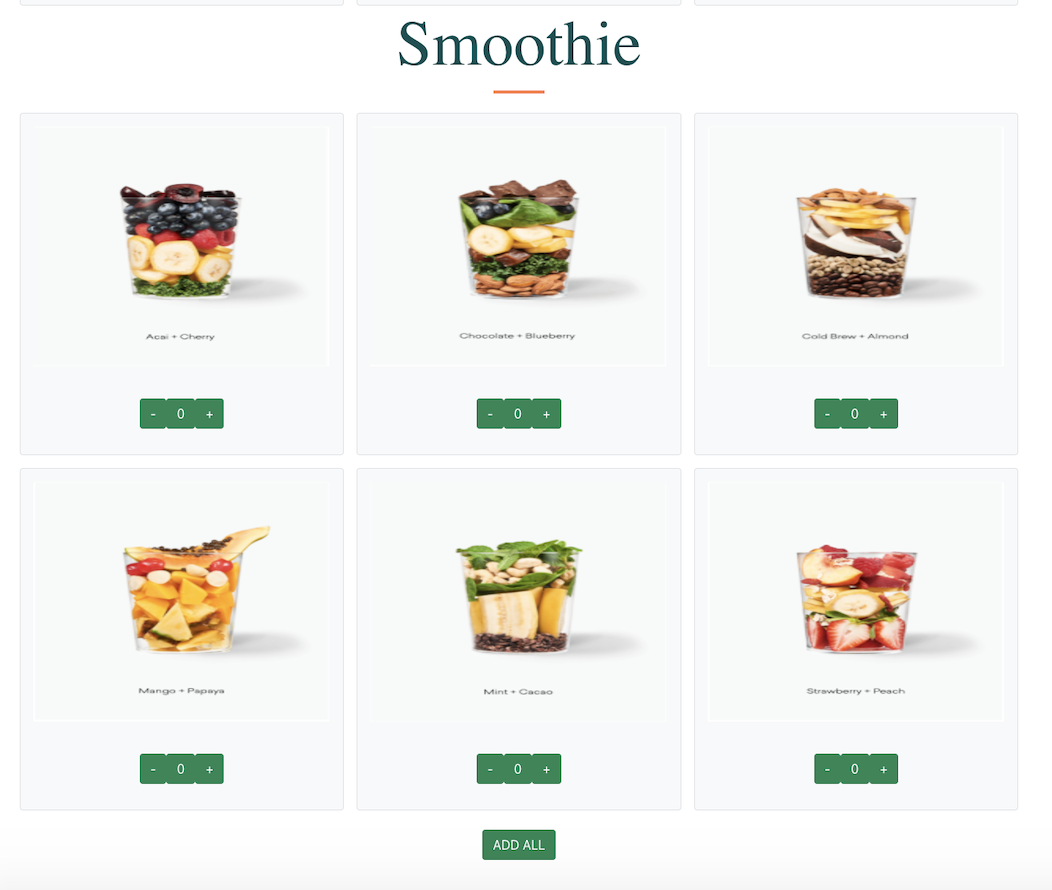 Smoothie
Acai + Cherry
Chocolate + Blueberry
Cold Brew + Almond
- 0 +
- 0 +
- 0 +
Mango + Papaya
Mint + Cacao
Strawberry + Peach
- 0 +
- 0 +
- 0 +
ADD ALL